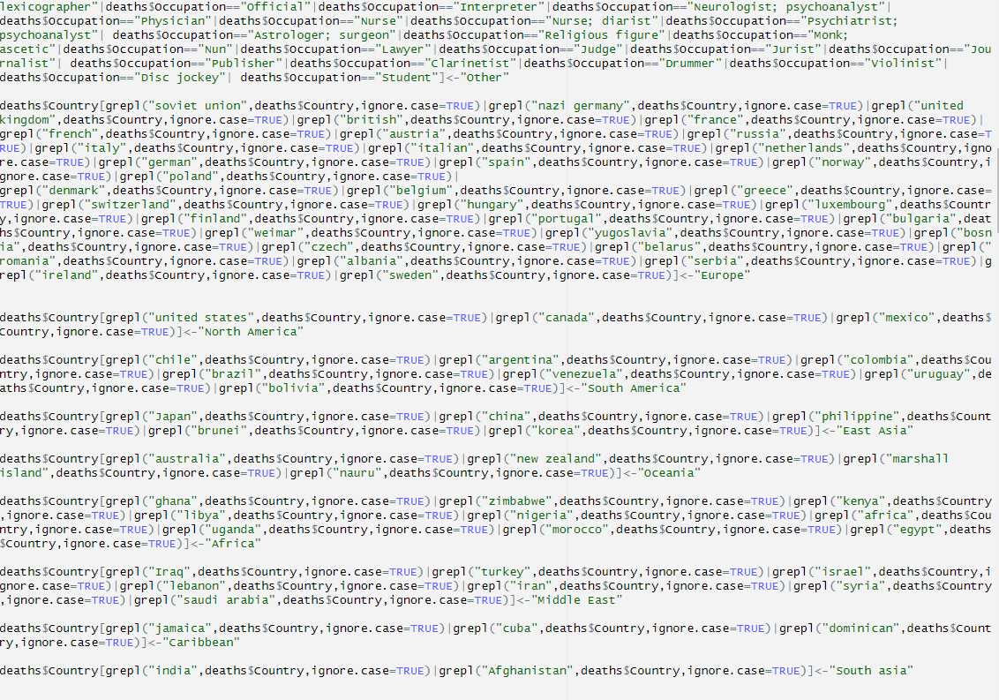 lexicographer"|deaths$Occupation=="Official"|deaths$Occupation=="Interpreter"|deaths$Occupation=="Neurologist; psychoanalyst"|
deaths$Occupation=="Physician"|deaths$Occupation=="Nurse"|deaths$Occupation=="Nurse; diarist"|deaths$Occupation=="Psychiatrist;
psychoanalyst"| deaths$Occupation=="Astrologer; surgeon"|deaths$Occupation=="Religious figure"|deaths$Occupation=="Monk;
ascetic"|deaths$Occupation=="Nun"|deaths$Occupation=="Lawyer"|deaths$Occupation=="Judge"|deaths$Occupation=="Jurist"|deaths$Occupation=="Jou
rnalist"| deaths$Occupation=="Publisher"|deaths$Occupation=="Clarinetist"|deaths$Occupation=="Drummer"|deaths$Occupation=="Violinist"|
deaths$Occupation=="Disc jockey"| deaths$Occupation=="Student"]<-"Other"
deaths$Country[grepl("soviet union",deaths$Country,ignore.case=TRUE)|grepl("nazi germany",deaths$Country,ignore.case=TRUE)|grepl("united
kingdom",deaths$Country,ignore.case=TRUE)|grepl("british",deaths$Country,ignore.case=TRUE)|grepl("france",deaths$Country,ignore.case=TRUE)|
grepl("french",deaths$Country,ignore.case=TRUE)|grepl("austria",deaths$Country,ignore.case=TRUE)|grepl("russia",deaths$Country,ignore.case=T
RUE)|grepl("italy",deaths$Country,ignore.case=TRUE)|grepl("italian",deaths$Country,ignore.case=TRUE)|grepl("netherlands",deaths$Country,igno
re.case=TRUE)|grepl("german",deaths$Country,ignore.case=TRUE)|grepl("spain",deaths$Country,ignore.case=TRUE)|grepl("norway",deaths$Country,i
gnore.case=TRUE)|grepl("poland",deaths$Country,ignore.case=TRUE)|
grepl("denmark",deaths$Country,ignore.case=TRUE)|grepl("belgium",deaths$Country,ignore.case=TRUE)|grepl("greece",deaths$Country,ignore.case=
TRUE)|grepl("switzerland",deaths$Country,ignore.case=TRUE)|grepl("hungary",deaths$Country,ignore.case=TRUE)|grepl("luxembourg",deaths$Countr
y,ignore.case=TRUE)|grepl("finland",deaths$Country,ignore.case=TRUE)|grepl("portugal",deaths$Country,ignore.case=TRUE)|grepl("bulgaria",deat
hs$Country,ignore.case=TRUE)|grepl("weimar",deaths$Country,ignore.case=TRUE)|grepl("yugoslavia",deaths$Country,ignore.case=TRUE)|grepl("bosn
ia",deaths$Country,ignore.case=TRUE)|grepl("czech",deaths$Country,ignore.case=TRUE)|grepl("belarus",deaths$Country,ignore.case=TRUE)|grepl("
romania",deaths$Country,ignore.case=TRUE)|grepl("albania",deaths$Country,ignore.case=TRUE)|grepl("serbia",deaths$Country,ignore.case=TRUE)|g
repl("ireland",deaths$Country,ignore.case=TRUE)|grepl("sweden",deaths$Country,ignore.case=TRUE)]<-"Europe"
deaths$Country[grepl("united states",deaths$Country,ignore.case=TRUE)|grepl("canada",deaths$Country,ignore.case=TRUE)|grepl("mexico",deaths$
Country,ignore.case=TRUE)]<-"North America"
deaths$Country[grepl("chile",deaths$Country,ignore.case=TRUE)|grepl("argentina",deaths$Country,ignore.case=TRUE)|grepl("colombia",deaths$Cou
ntry,ignore.case=TRUE)|grepl("brazil",deaths$Country,ignore.case=TRUE)|grepl("venezuela",deaths$Country,ignore.case=TRUE)|grepl("uruguay",de
aths$Country,ignore.case=TRUE)|grepl("bolivia",deaths$Country,ignore.case=TRUE)]<-"South America"
deaths$Country[grepl("Japan",deaths$Country,ignore.case=TRUE)|grepl("china",deaths$Country,ignore.case=TRUE)|grepl("philippine",deaths$Count
ry,ignore.case=TRUE)|grepl("brunei",deaths$Country,ignore.case=TRUE)|grepl("korea",deaths$Country,ignore.case=TRUE)]<-"East Asia"
deaths$Country[grepl("australia",deaths$Country,ignore.case=TRUE)|grepl("new zealand",deaths$Country,ignore.case=TRUE)|grepl("marshall
island",deaths$Country,ignore.case=TRUE)|grepl("nauru",deaths$Country,ignore.case=TRUE)]<-"Oceania"
deaths$Country[grepl("ghana",deaths$Country,ignore.case=TRUE)|grepl("zimbabwe",deaths$Country,ignore.case=TRUE)|grepl("kenya",deaths$Country
,ignore.case=TRUE)|grepl("libya",deaths$Country,ignore.case=TRUE)|grepl("nigeria",deaths$Country,ignore.case=TRUE)|grepl("africa",deaths$Cou
ntry,ignore.case=TRUE)|grepl("uganda",deaths$Country,ignore.case=TRUE)|grepl("morocco",deaths$Country,ignore.case=TRUE)|grepl("egypt",deaths
$Country,ignore.case=TRUE)]<-"Africa"
deaths$Country[grepl("Iraq",deaths$Country,ignore.case=TRUE)|grepl("turkey",deaths$Country,ignore.case=TRUE)|grepl("israel",deaths$Country,i
gnore.case=TRUE)|grepl("lebanon",deaths$Country,ignore.case=TRUE)|grepl("iran",deaths$Country,ignore.case=TRUE)|grepl("syria",deaths$Country
,ignore.case=TRUE)|grepl("saudi arabia",deaths$Country,ignore.case=TRUE)]<-"Middle East"
deaths$Country[grepl("jamaica",deaths$Country,ignore.case=TRUE)|grepl("cuba",deaths$Country,ignore.case=TRUE)|grepl("dominican",deaths$Count
ry,ignore.case=TRUE)]<-"Caribbean"
deaths$Country[grepl("india",deaths$Country,ignore.case=TRUE)|grepl("Afghanistan",deaths$Country,ignore.case=TRUE)]<-"South asia"